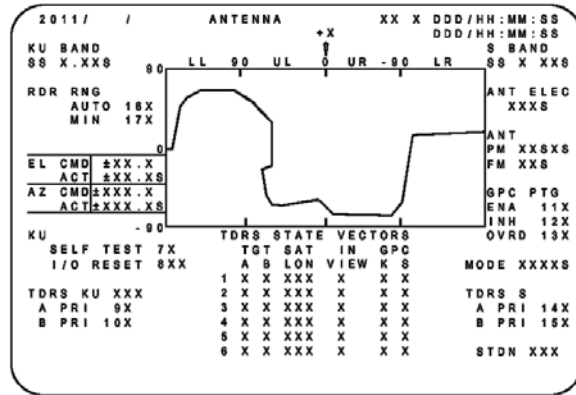 2011/ / ANTENNA XX X DDD/HH:MM:SS
DDD/HH:MM:SS
+X
KU BAND S BAND
SS X.XXS LL 90 UL 0 UR -90 LR SS X XXS
90
RDR RNG ANT ELEC
AUTO 16X XXXS
MIN 17X
ANT
0 PM XXSXS
EL CMD ±XX.X FM XXS
ACT ±XX.XS
AZ CMD ±XXX.X GPC PTG
ACT ±XXX.XS ENA 11X
INH 12X
-90
KU TDRS STATE VECTORS OVRD 13X
SELF TEST 7X TGT SAT IN GPC
I/O RESET 8XX A B LON VIEW K S MODE XXXXS
1 X X XXX X X X
TDRS KU XXX 2 X X XXX X X X TDRS S
A PRI 9X 3 X X XXX X X X A PRI 14X
B PRI 10X 4 X X XXX X X X B PRI 15X
5 X X XXX X X X
6 X X XXX X X X STDN XXX